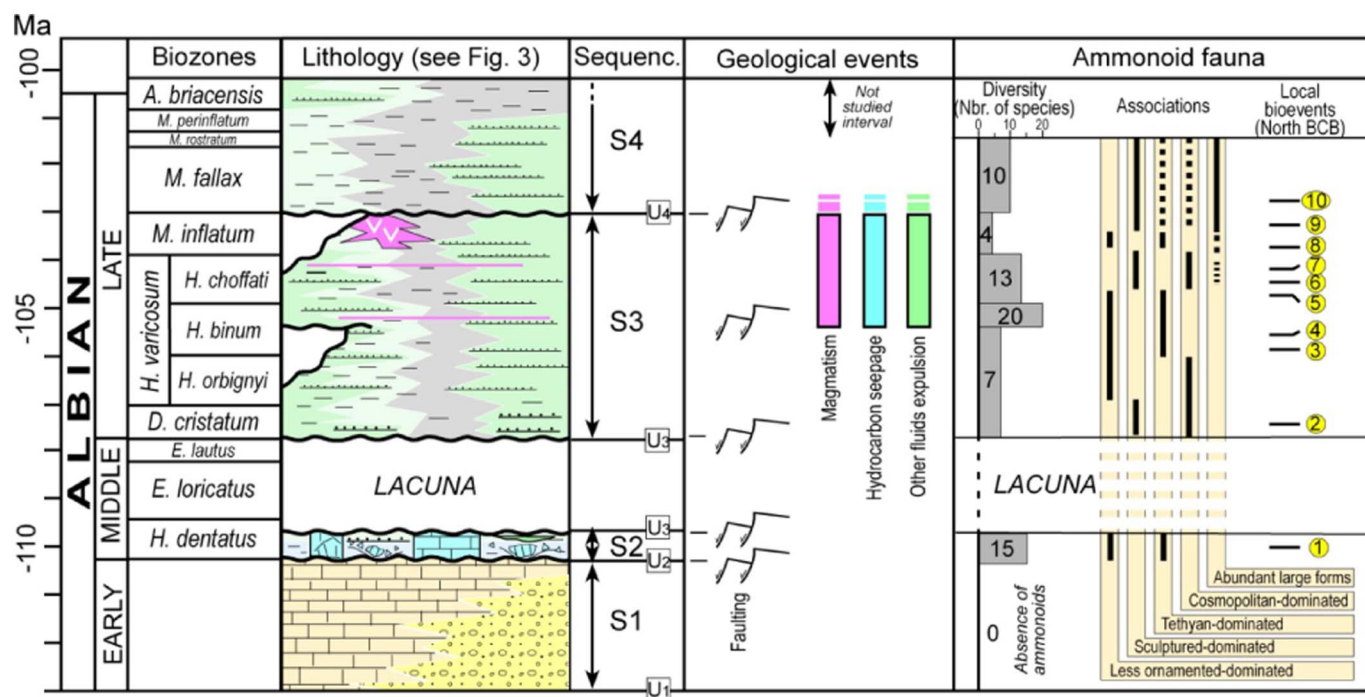 Ma
Biozones
Lithology (see Fig. 3)
Sequenc.
Geological events
Ammonoid fauna
-100
-105
-110
ALBIAN
LATE
MIDDLE
EARLY
A. briacensis
M. perinflatum
M. rostratum
M. fallax
M. inflatum
H. varicosum
H. choffati
H. binum
H. orbignyi
D. cristatum
E. lautus
E. loricatus
H. dentatus
LACUNA
S4
S3
S2
S1
U4
U3
U3
U2
U1
Not
studied
interval
Faulting
Magmatism
Hydrocarbon seepage
Other fluids expulsion
Diversity
(Nbr. of species)
0 10 20
Associations
Local
bioevents
(North BCB)
10
4
13
20
7
LACUNA
15
0
Absence of
ammonoids
10
9
8
7
6
5
4
3
2
1
Abundant large forms
Cosmopolitan-dominated
Tethyan-dominated
Sculptured-dominated
Less ornamented-dominated